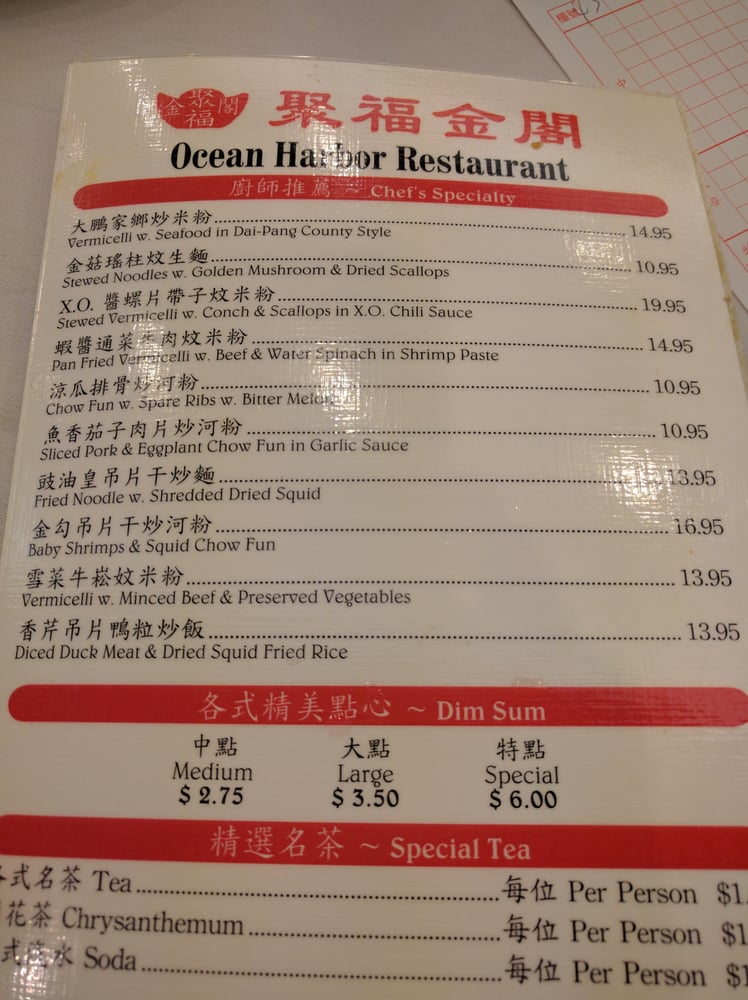 檯號
金聚福閣
聚福金閣
Ocean Harbor Restaurant
廚師推薦 ~ Chef's Specialty
大鵬家鄉炒米粉 14.95
Vermicelli w. Seafood in Dai-Pang County Style
金菇瑤柱炆生麵 10.95
Stewed Noodles w. Golden Mushroom & Dried Scallops
X.O. 醬螺片帶子炆米粉 19.95
Stewed Vermicelli w. Conch & Scallops in X.O. Chili Sauce
蝦醬通菜牛肉炆米粉 14.95
Pan Fried Vermicelli w. Beef & Water Spinach in Shrimp Paste
涼瓜排骨炒河粉 10.95
Chow Fun w. Spare Ribs w. Bitter Melon
魚香茄子肉片炒河粉 10.95
Sliced Pork & Eggplant Chow Fun in Garlic Sauce
豉油皇吊片干炒麵 13.95
Fried Noodle w. Shredded Dried Squid
金勾吊片干炒河粉 16.95
Baby Shrimps & Squid Chow Fun
雪菜牛崧炆米粉 13.95
Vermicelli w. Minced Beef & Preserved Vegetables
香芹吊片鴨粒炒飯 13.95
Diced Duck Meat & Dried Squid Fried Rice
各式精美點心 ~ Dim Sum
中點 大點 特點
Medium Large Special
$ 2.75 $ 3.50 $ 6.00
精選名茶 ~ Special Tea
各式名茶 Tea 每位 Per Person $1.
花茶 Chrysanthemum 每位 Per Person $1
式汽水 Soda 每位 Per Person $1